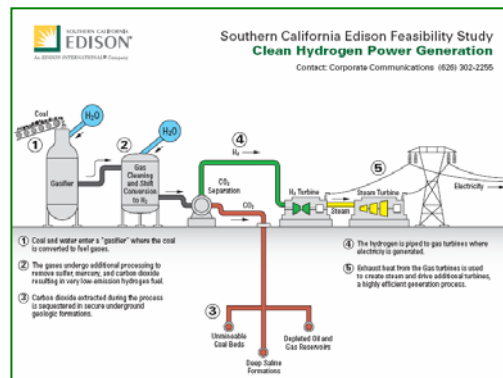 SOUTHERN CALIFORNIA
EDISON
An EDISON INTERNATIONAL® Company
Southern California Edison Feasibility Study
Clean Hydrogen Power Generation
Contact: Corporate Communications (626) 302-2255
Coal
H₂O
1
Gasifier
2
H₂O
Gas
Cleaning
and Shift
Conversion
to H₂
CO₂
Separation
4
H₂
CO₂
H₂ Turbine
Steam
Steam Turbine
5
Electricity
1 Coal and water enter a "gasifier" where the coal
is converted to fuel gases.
2 The gases undergo additional processing to
remove sulfer, mercury, and carbon dioxide
resulting in very low emission hydrogen fuel.
3 Carbon dioxide extracted during the process
is sequestered in secure underground
geologic formations.
4 The hydrogen is piped to gas turbines where
electricity is generated.
5 Exhaust heat from the Gas turbines is used
to create steam and drive additional turbines,
a highly efficient generation process.
3
Unmineable
Coal Beds
Deep Saline
Formations
Depleted Oil and
Gas Reservoirs